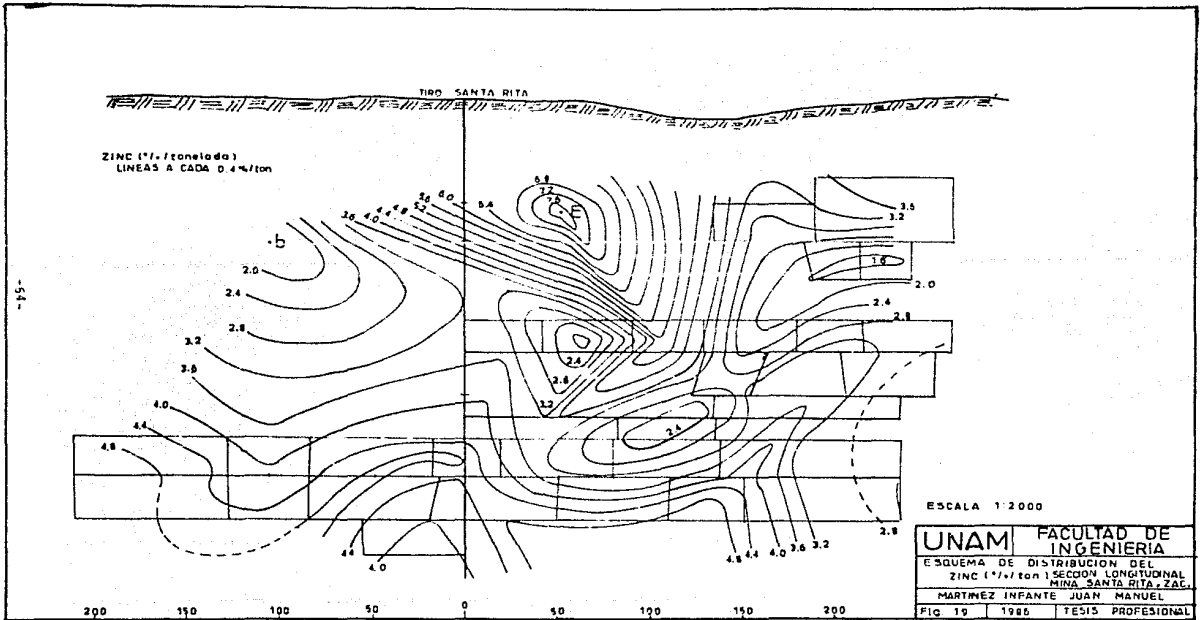 TIRO SANTA RITA
ZINC (°/₀/tonelada)
LINEAS A CADA 0.4%/ton
-54-
b
2.0
2.4
2.8
3.2
3.6
4.0
4.4
4.8
3.6
4.0
4.4
4.8
5.2
5.6
6.0
6.4
6.8
7.2
7.6
E
3.5
3.2
1.6
2.0
2.4
2.8
2.4
2.8
3.2
2.4
4.4
4.0
4.8
4.4
4.0
3.6
3.2
2.8
ESCALA 1:2000
UNAM FACULTAD DE INGENIERIA
ESQUEMA DE DISTRIBUCION DEL
ZINC (°/₀/ton) SECCION LONGITUDINAL
MINA SANTA RITA, ZAC.
MARTINEZ INFANTE JUAN MANUEL
FIG 19 1986 TESIS PROFESIONAL
200 150 100 50 0 50 100 150 200